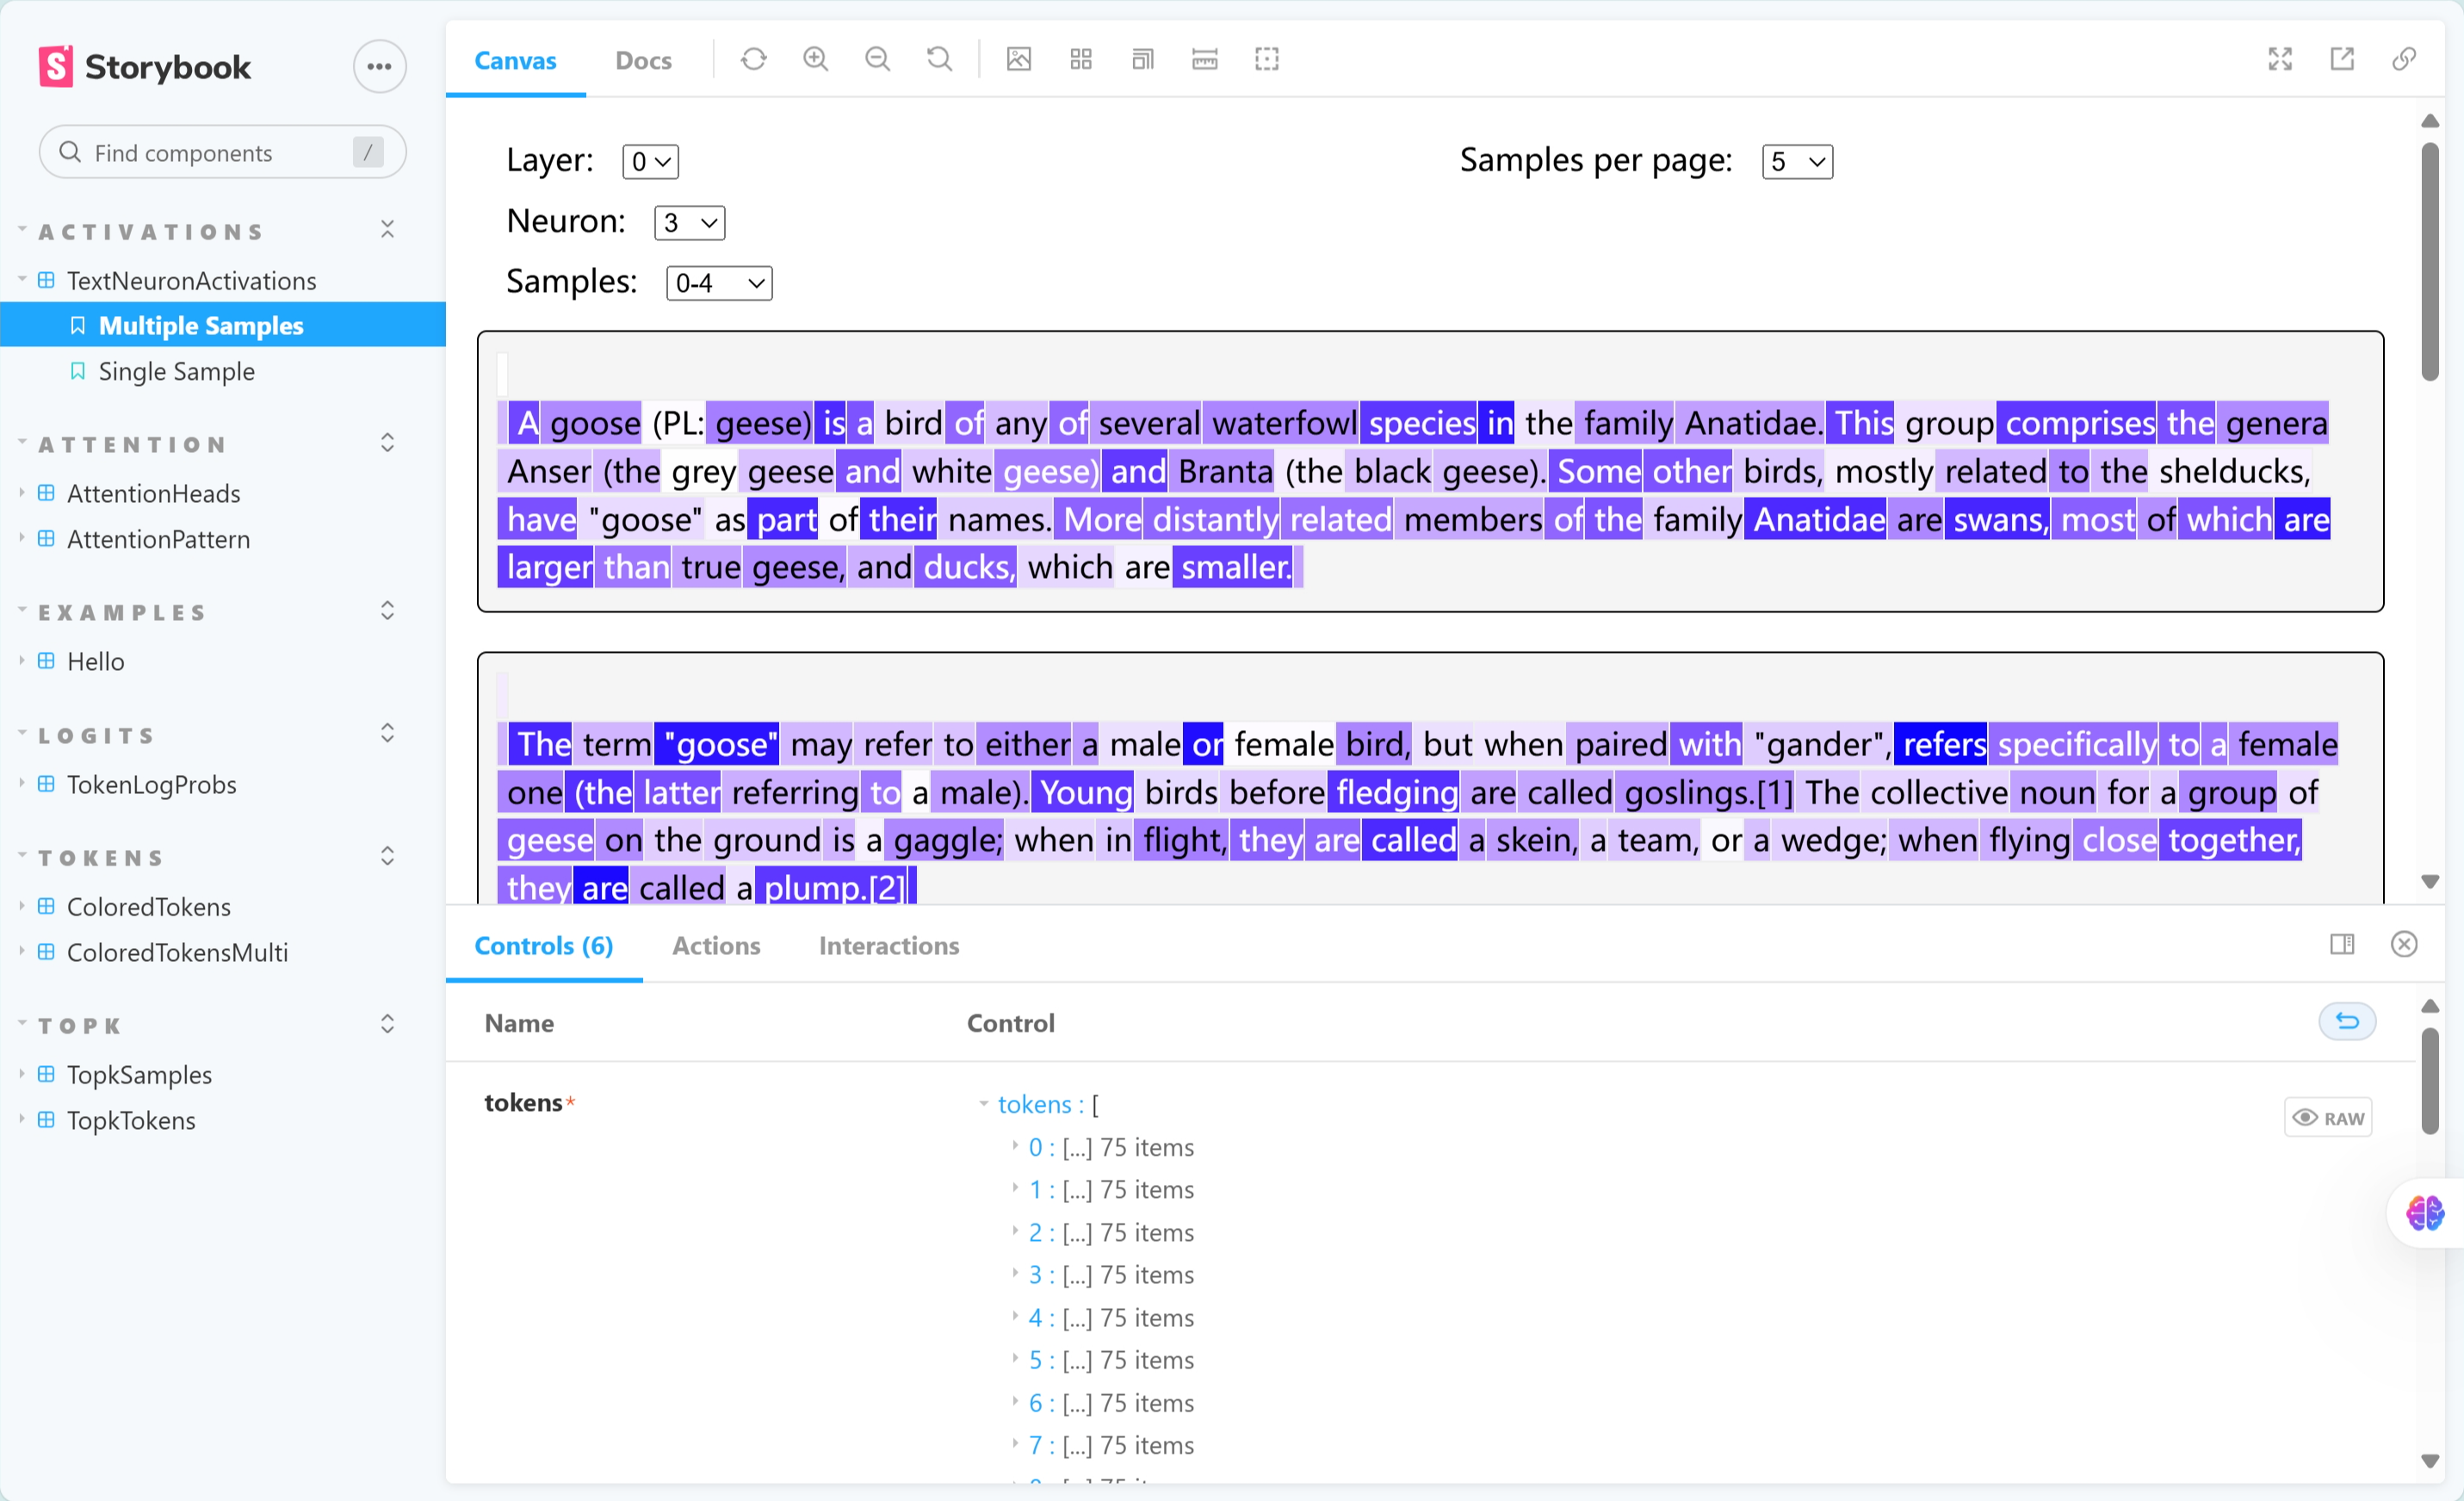 Storybook
Find components /
ACTIVATIONS
TextNeuronActivations
Multiple Samples
Single Sample
ATTENTION
AttentionHeads
AttentionPattern
EXAMPLES
Hello
LOGITS
TokenLogProbs
TOKENS
ColoredTokens
ColoredTokensMulti
TOPK
TopkSamples
TopkTokens
Canvas Docs
Layer: 0
Samples per page: 5
Neuron: 3
Samples: 0-4
A goose (PL: geese) is a bird of any of several waterfowl species in the family Anatidae. This group comprises the genera
Anser (the grey geese and white geese) and Branta (the black geese). Some other birds, mostly related to the shelducks,
have "goose" as part of their names. More distantly related members of the family Anatidae are swans, most of which are
larger than true geese, and ducks, which are smaller.
The term "goose" may refer to either a male or female bird, but when paired with "gander", refers specifically to a female
one (the latter referring to a male). Young birds before fledging are called goslings.[1] The collective noun for a group of
geese on the ground is a gaggle; when in flight, they are called a skein, a team, or a wedge; when flying close together,
they are called a plump.[2]
Controls (6) Actions Interactions
Name Control
tokens* tokens : [
RAW
0 : [...] 75 items
1 : [...] 75 items
2 : [...] 75 items
3 : [...] 75 items
4 : [...] 75 items
5 : [...] 75 items
6 : [...] 75 items
7 : [...] 75 items